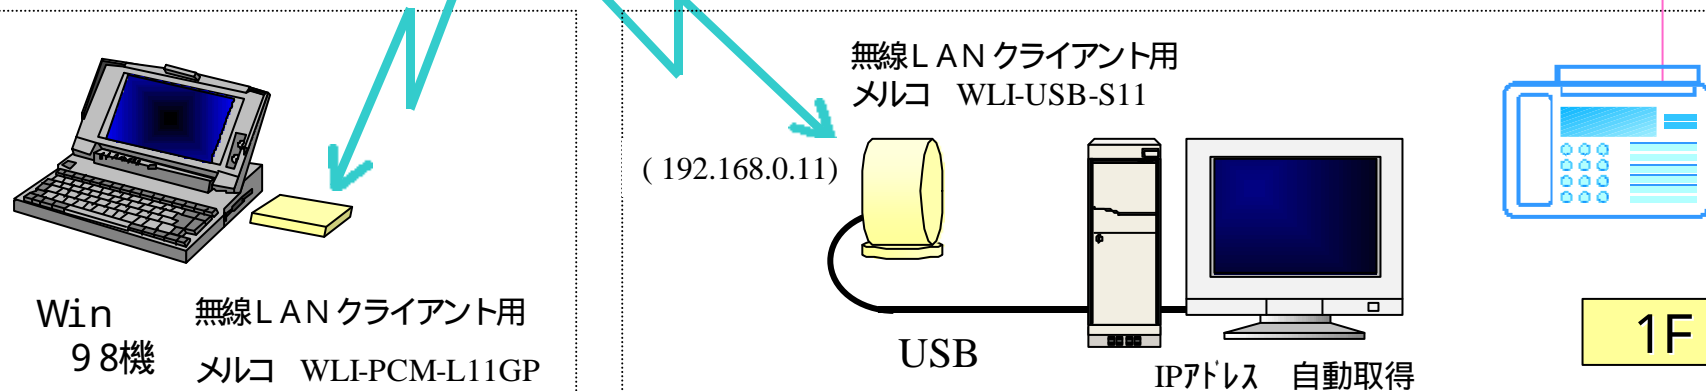 無線LANクライアント用
メルコ WLI-USB-S11
( 192.168.0.11)
Win
98機
無線LANクライアント用
メルコ WLI-PCM-L11GP
USB
IPアドレス 自動取得
1F